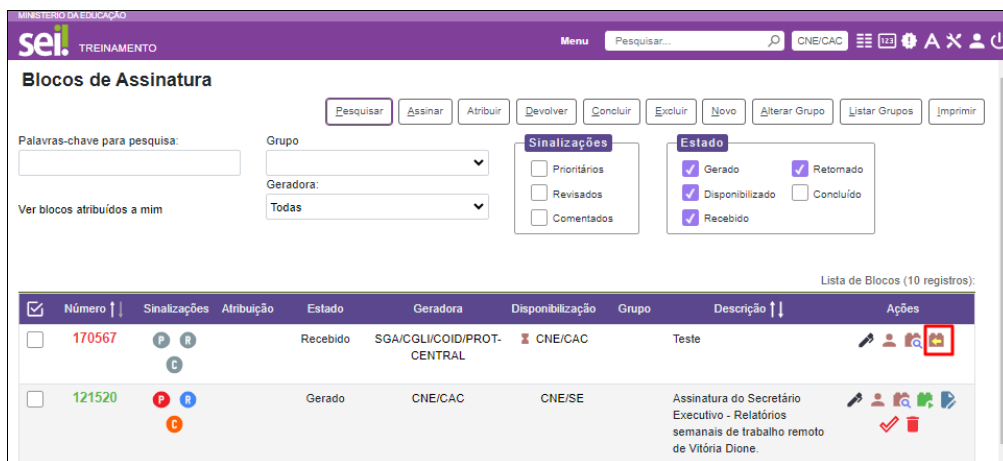 MINISTÉRIO DA EDUCAÇÃO
sei! TREINAMENTO Menu Pesquisar... CNE/CAC 123 A
Blocos de Assinatura
Pesquisar Assinar Atribuir Devolver Concluir Excluir Novo Alterar Grupo Listar Grupos Imprimir
Palavras-chave para pesquisa: Grupo Sinalizações Estado
Prioritários Gerado Retornado
Geradora:
Revisados Disponibilizado Concluído
Ver blocos atribuídos a mim Todas
Comentados Recebido
Lista de Blocos (10 registros):
Número Sinalizações Atribuição Estado Geradora Disponibilização Grupo Descrição Ações
170567 P R Recebido SGA/CGLI/COID/PROT- CNE/CAC Teste
CENTRAL
C
121520 P R Gerado CNE/CAC CNE/SE Assinatura do Secretário
Executivo - Relatórios
C
semanais de trabalho remoto
de Vitória Dione.